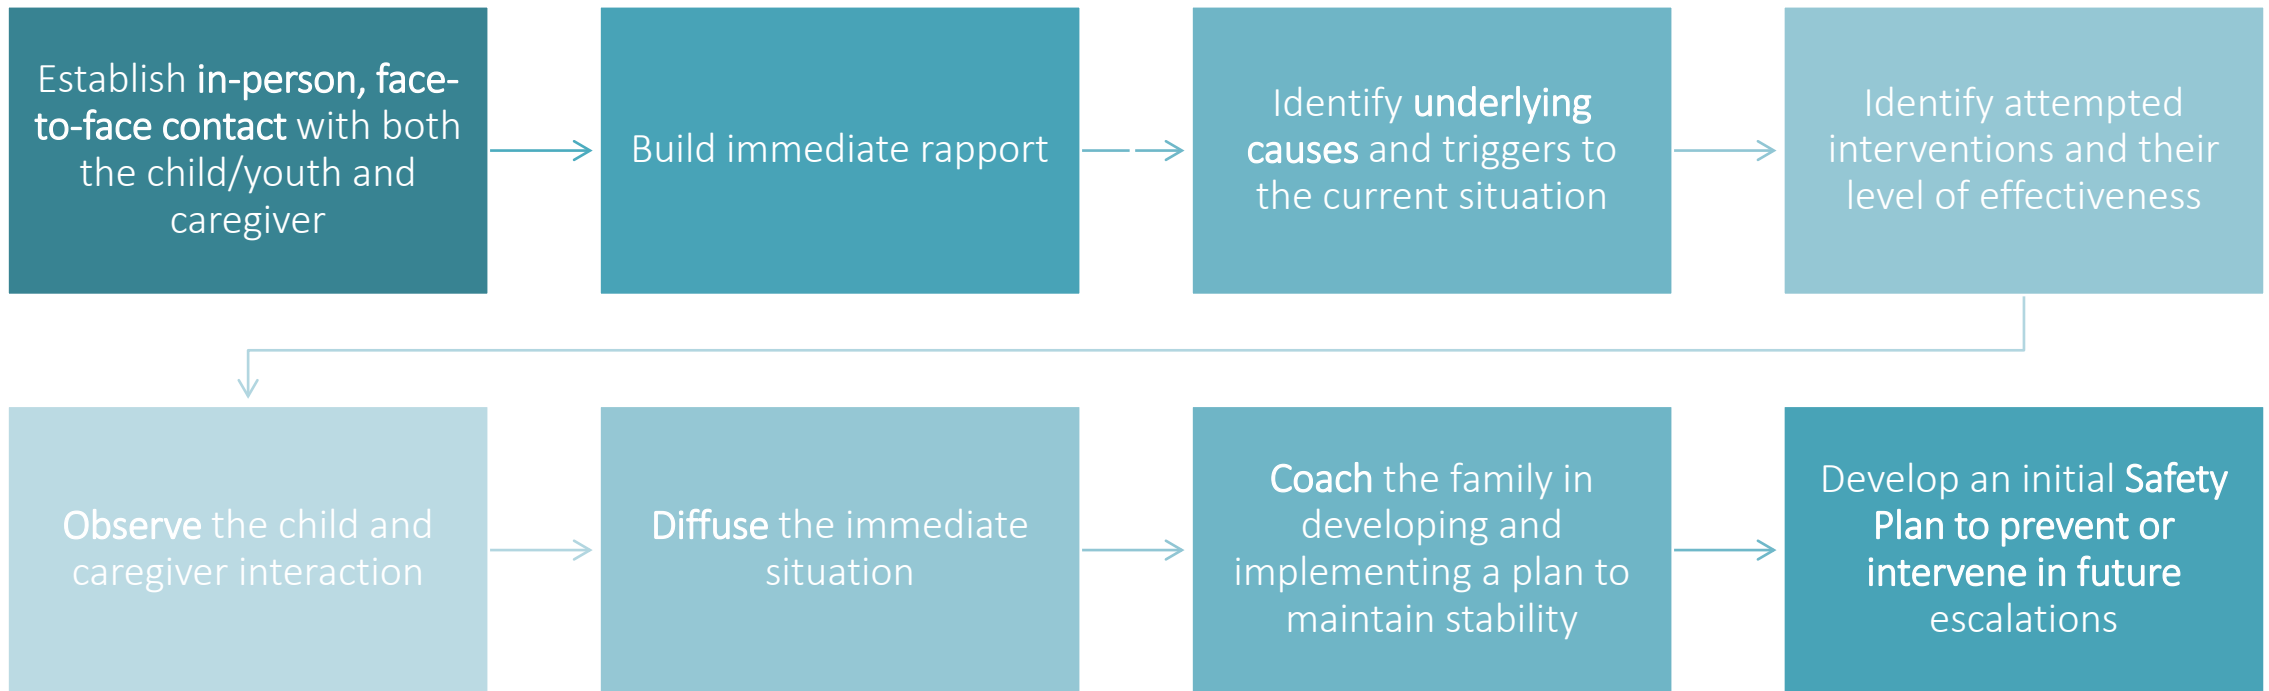 Establish in-person, face-
to-face contact with both
the child/youth and
caregiver
Build immediate rapport
Identify underlying
causes and triggers to
the current situation
Identify attempted
interventions and their
level of effectiveness
Observe the child and
caregiver interaction
Diffuse the immediate
situation
Coach the family in
developing and
implementing a plan to
maintain stability
Develop an initial Safety
Plan to prevent or
intervene in future
escalations